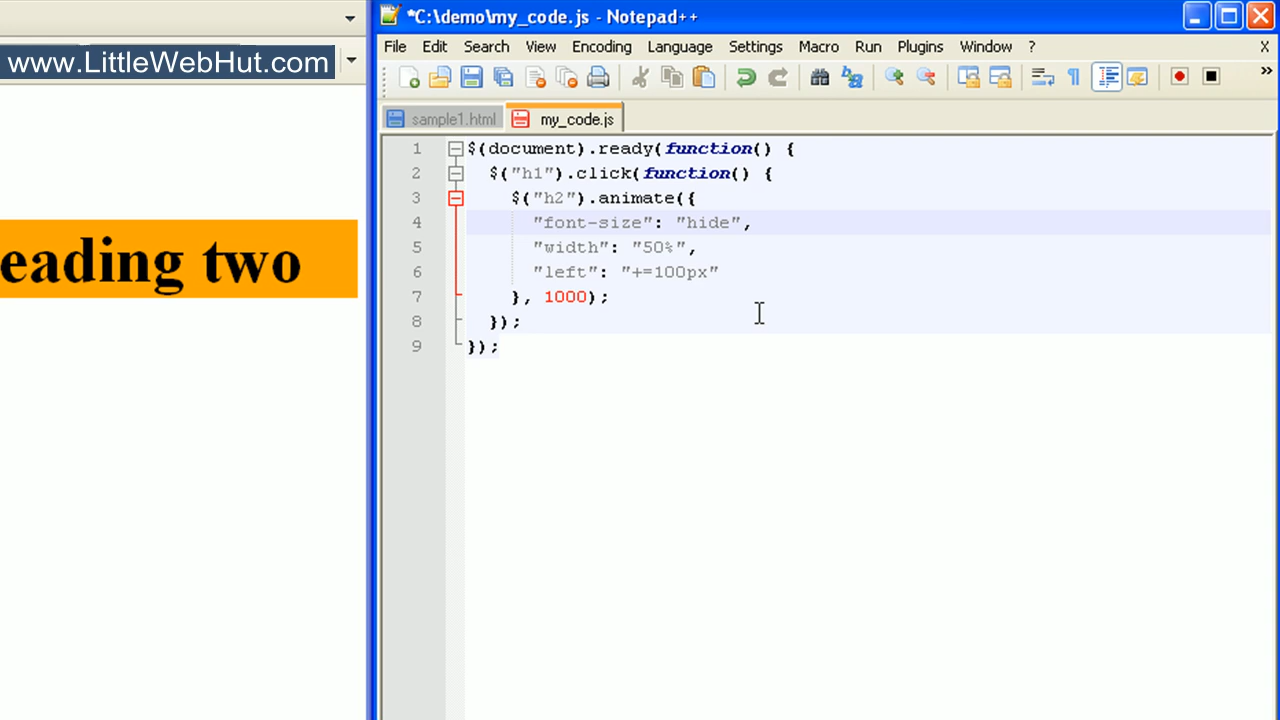 *C:\demo\my_code.js - Notepad++
www.LittleWebHut.com
File Edit Search View Encoding Language Settings Macro Run Plugins Window ? X
sample1.html my_code.js
1 $(document).ready(function() {
2 $("h1").click(function() {
3 $("h2").animate({
4 "font-size": "hide",
5 "width": "50%",
6 "left": "+=100px"
7 }, 1000);
8 });
9 });
eading two